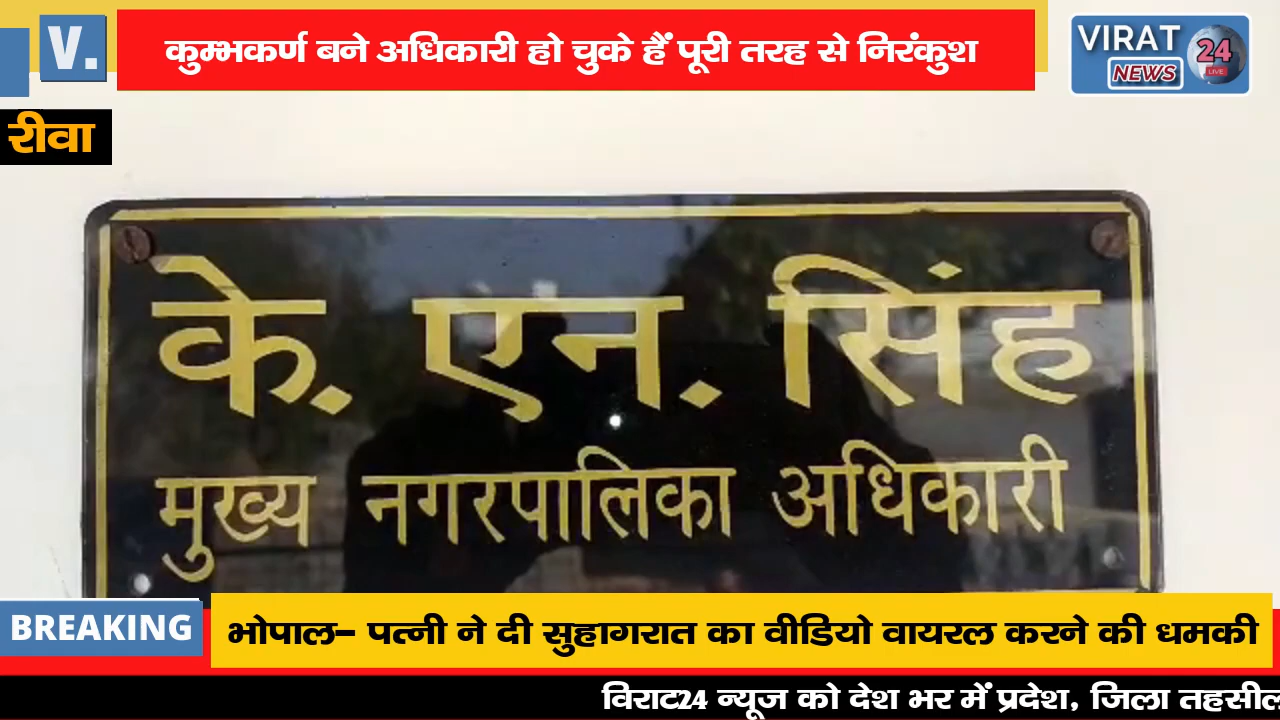 V.
कुम्भकर्ण बने अधिकारी हो चुके हैं पूरी तरह से निरंकुश
VIRAT
NEWS
24
LIVE
रीवा
के. एन. सिंह
मुख्य नगरपालिका अधिकारी
BREAKING
भोपाल- पत्नी ने दी सुहागरात का वीडियो वायरल करने की धमकी
विराट24 न्यूज को देश भर में प्रदेश, जिला तहसील